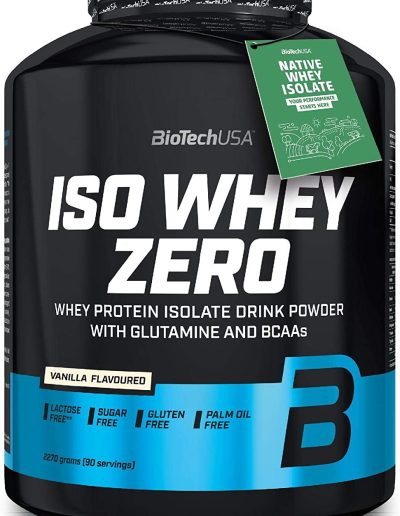 BioTechUSA
NATIVE
WHEY
ISOLATE
YOUR PERFORMANCE
STARTS HERE
BioTechUSA™
ISO WHEY
ZERO
WHEY PROTEIN ISOLATE DRINK POWDER
WITH GLUTAMINE AND BCAAs
VANILLA FLAVOURED
LACTOSE FREE**
SUGAR FREE
GLUTEN FREE
PALM OIL FREE
2270 grams (90 servings)
B